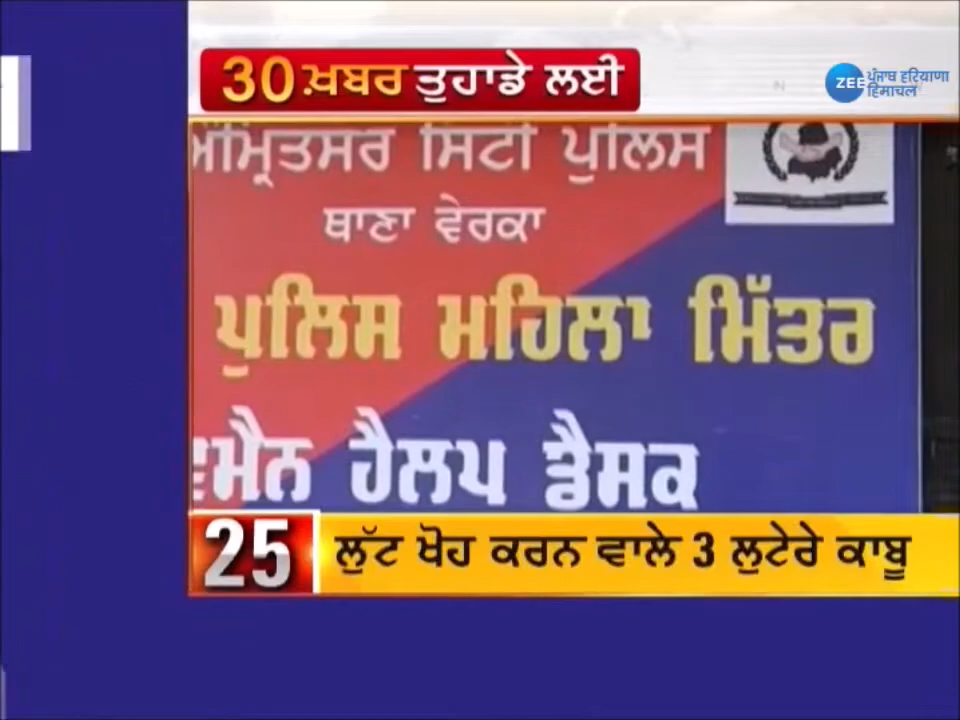 30 ਖ਼ਬਰ ਤੁਹਾਡੇ ਲਈ
ZEE ਪੰਜਾਬ ਹਰਿਆਣਾ
ਹਿਮਾਚਲ
ਅੰਮ੍ਰਿਤਸਰ ਸਿਟੀ ਪੁਲਿਸ
ਥਾਣਾ ਵੇਰਕਾ
ਪੁਲਿਸ ਮਹਿਲਾ ਮਿੱਤਰ
ਵੂਮੈਨ ਹੈਲਪ ਡੈਸਕ
25 ਲੁੱਟ ਖੋਹ ਕਰਨ ਵਾਲੇ 3 ਲੁਟੇਰੇ ਕਾਬੂ